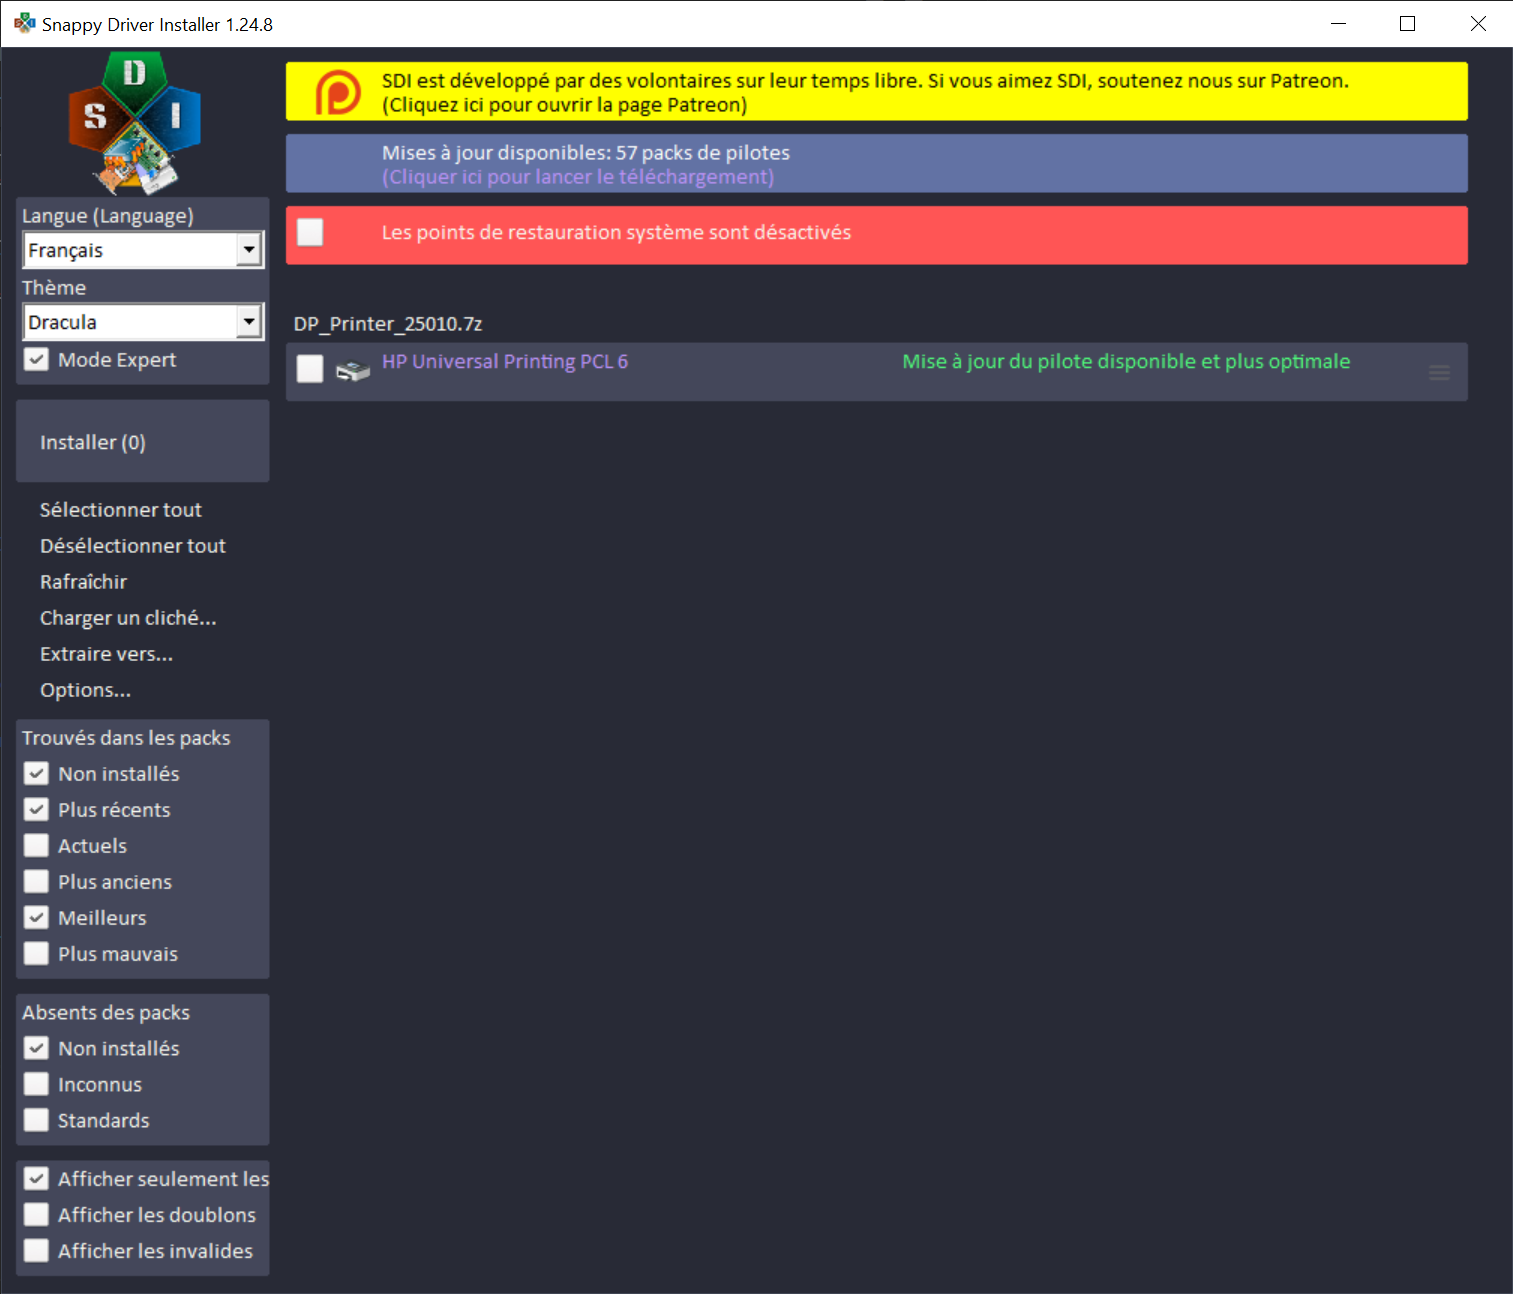 Snappy Driver Installer 1.24.8
S D I
Langue (Language)
Français
Thème
Dracula
Mode Expert
Installer (0)
Sélectionner tout
Désélectionner tout
Rafraîchir
Charger un cliché...
Extraire vers...
Options...
Trouvés dans les packs
Non installés
Plus récents
Actuels
Plus anciens
Meilleurs
Plus mauvais
Absents des packs
Non installés
Inconnus
Standards
Afficher seulement les
Afficher les doublons
Afficher les invalides
SDI est développé par des volontaires sur leur temps libre. Si vous aimez SDI, soutenez nous sur Patreon.
(Cliquez ici pour ouvrir la page Patreon)
Mises à jour disponibles: 57 packs de pilotes
(Cliquer ici pour lancer le téléchargement)
Les points de restauration système sont désactivés
DP_Printer_25010.7z
HP Universal Printing PCL 6
Mise à jour du pilote disponible et plus optimale